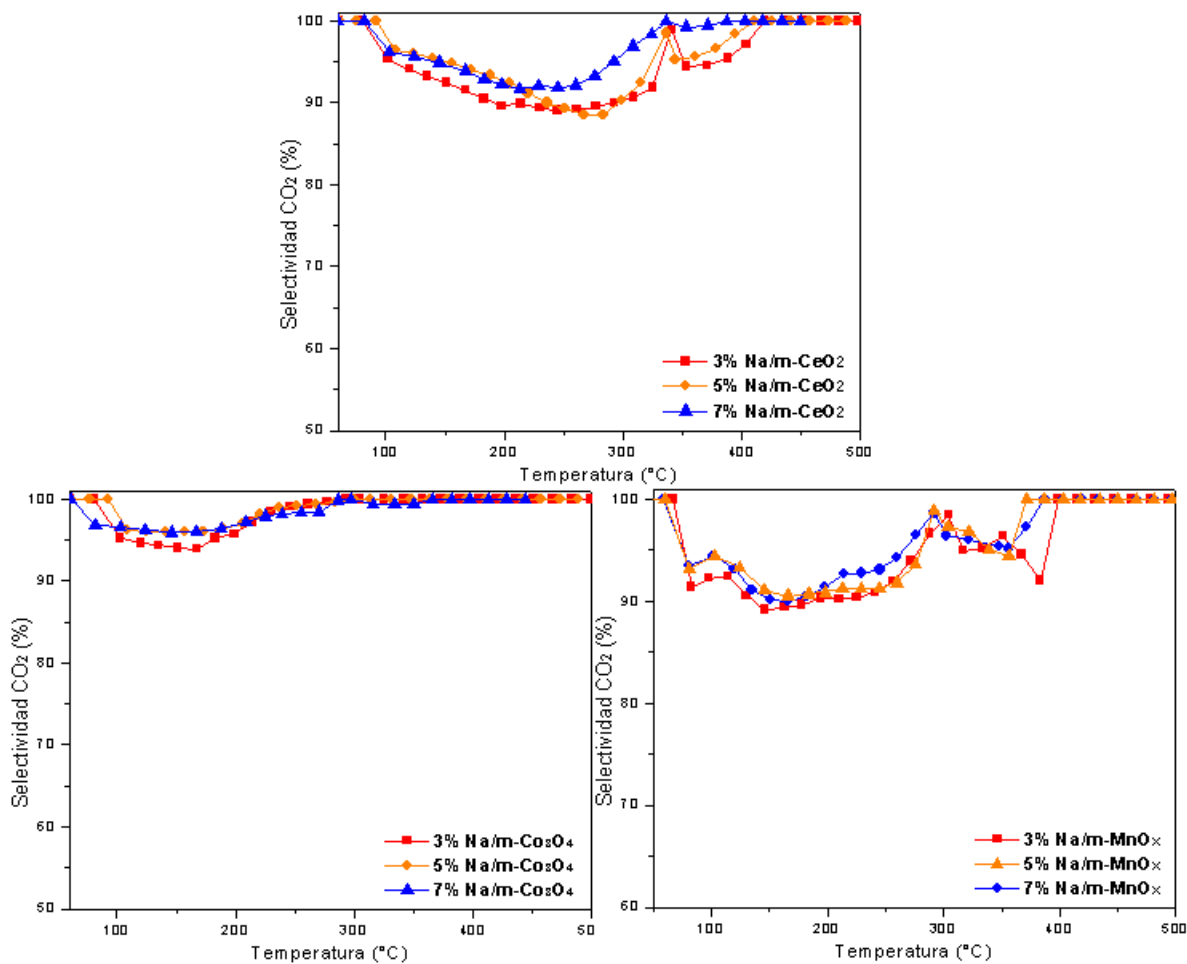 100
90
80
70
60
50
Selectividad CO2 (%)
3% Na/m-CeO2
5% Na/m-CeO2
7% Na/m-CeO2
100 200 300 400 500
Temperatura (°C)
100
90
80
70
60
50
Selectividad CO2 (%)
3% Na/m-Co3O4
5% Na/m-Co3O4
7% Na/m-Co3O4
100 200 300 400 50
Temperatura (°C)
100
90
80
70
60
Selectividad CO2 (%)
3% Na/m-MnOx
5% Na/m-MnOx
7% Na/m-MnOx
100 200 300 400 500
Temperatura (°C)